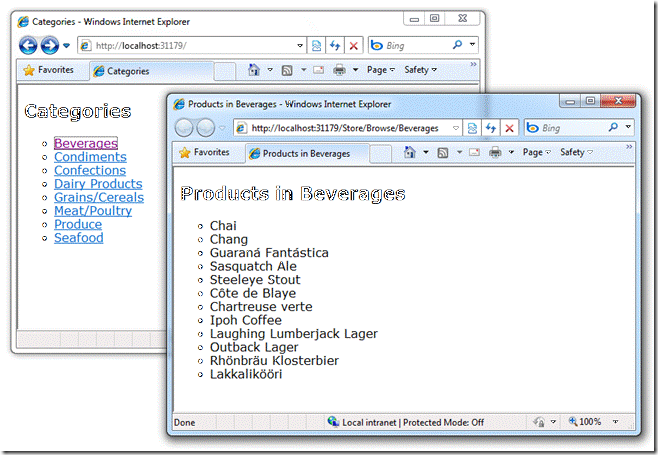 Categories - Windows Internet Explorer
http://localhost:31179/
Bing
Favorites
Categories
Page
Safety
»
Categories
Beverages
Condiments
Confections
Dairy Products
Grains/Cereals
Meat/Poultry
Produce
Seafood
Products in Beverages - Windows Internet Explorer
http://localhost:31179/Store/Browse/Beverages
Bing
Favorites
Products in Beverages
Page
Safety
»
Products in Beverages
Chai
Chang
Guaraná Fantástica
Sasquatch Ale
Steeleye Stout
Côte de Blaye
Chartreuse verte
Ipoh Coffee
Laughing Lumberjack Lager
Outback Lager
Rhönbräu Klosterbier
Lakkalikööri
Done
Local intranet | Protected Mode: Off
100%